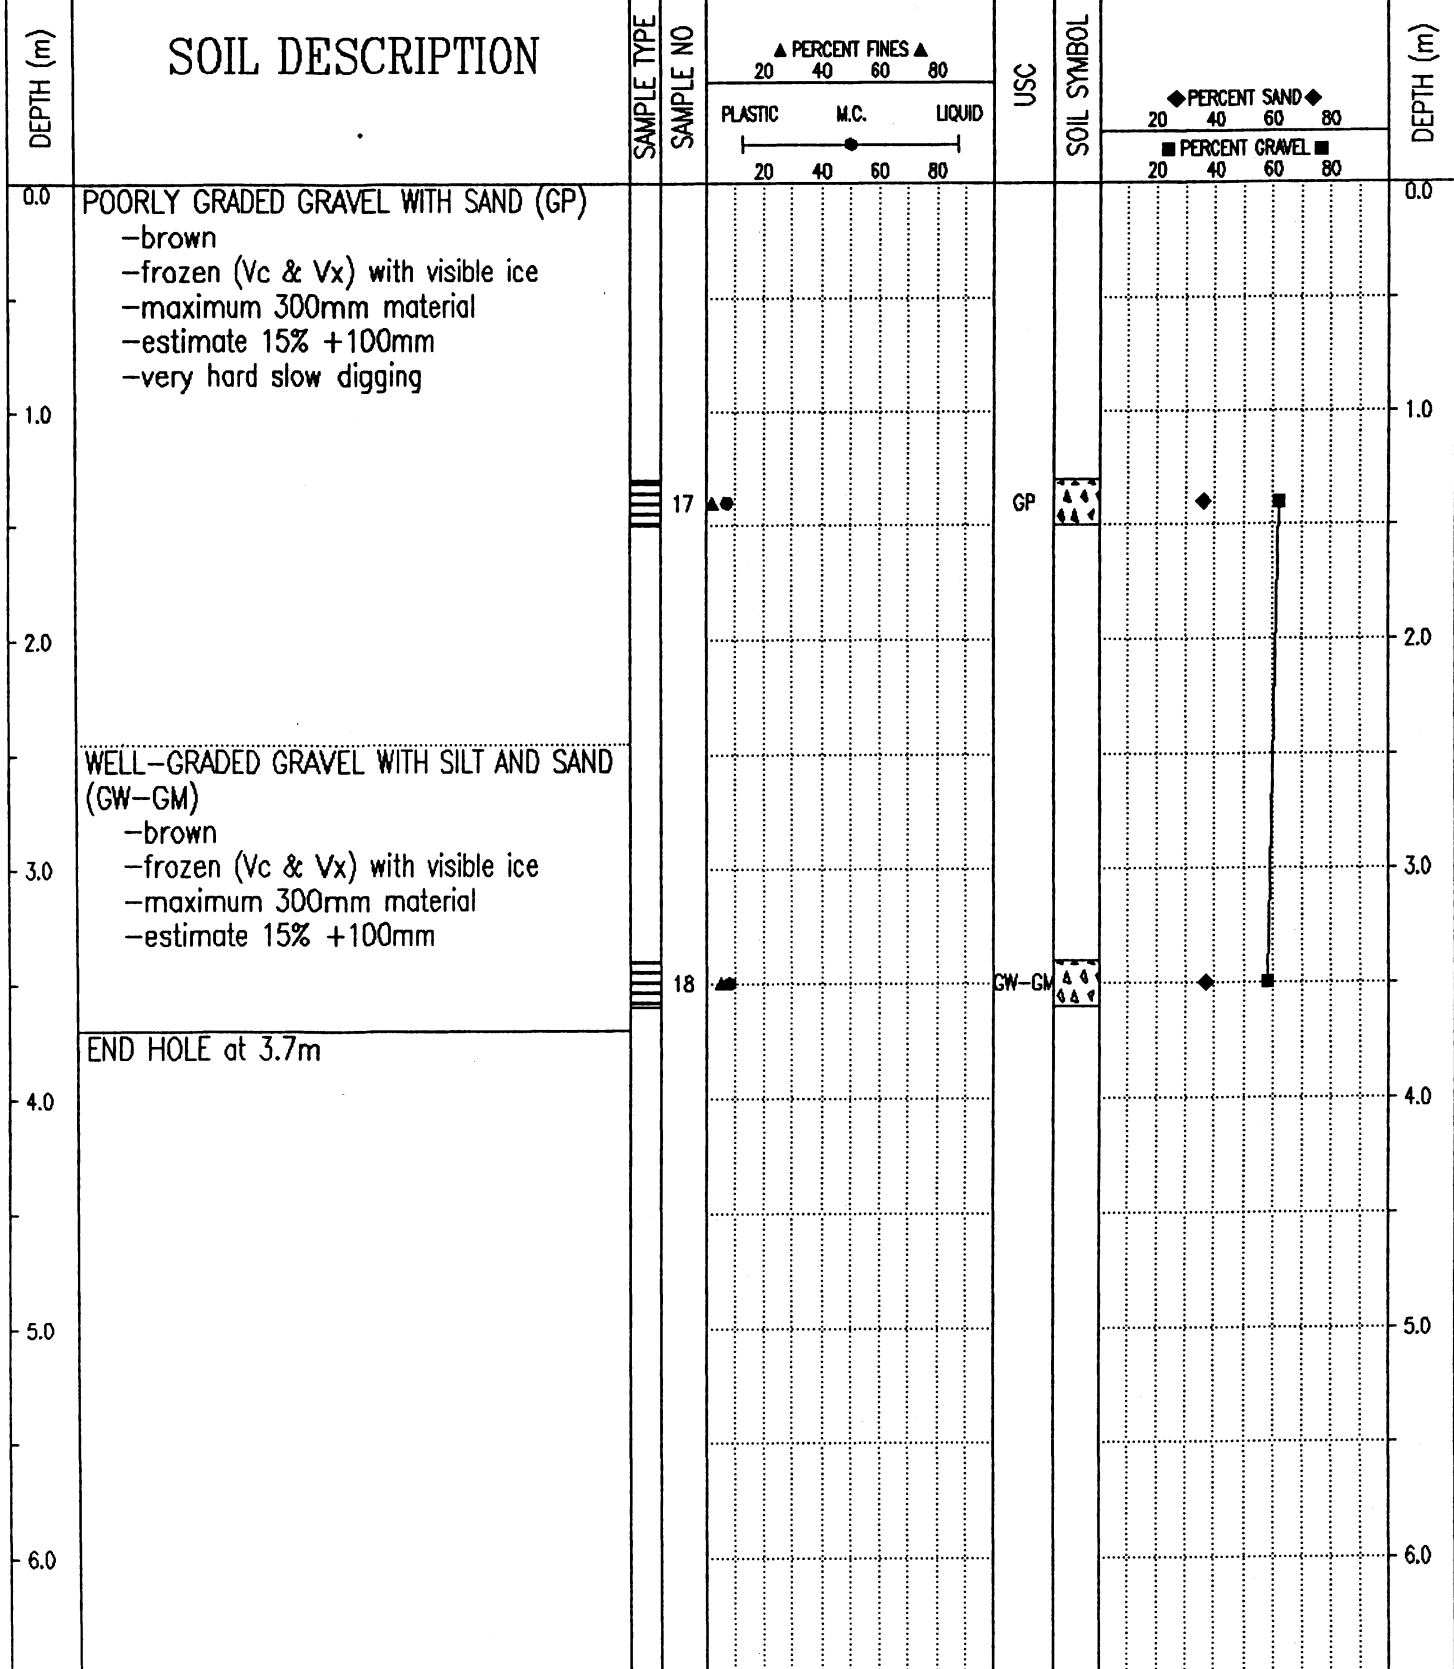 DEPTH (m)
SOIL DESCRIPTION
SAMPLE TYPE
SAMPLE NO
▲ PERCENT FINES ▲
20 40 60 80
PLASTIC M.C. LIQUID
20 40 60 80
USC
SOIL SYMBOL
◆PERCENT SAND◆
20 40 60 80
■ PERCENT GRAVEL ■
20 40 60 80
DEPTH (m)
0.0 POORLY GRADED GRAVEL WITH SAND (GP) 0.0
-brown
-frozen (Vc & Vx) with visible ice
-maximum 300mm material
-estimate 15% +100mm
-very hard slow digging
1.0 1.0
17 GP
2.0 2.0
WELL-GRADED GRAVEL WITH SILT AND SAND
(GW-GM)
-brown
-frozen (Vc & Vx) with visible ice
3.0 3.0
-maximum 300mm material
-estimate 15% +100mm
18 GW-GM
END HOLE at 3.7m
4.0 4.0
5.0 5.0
6.0 6.0